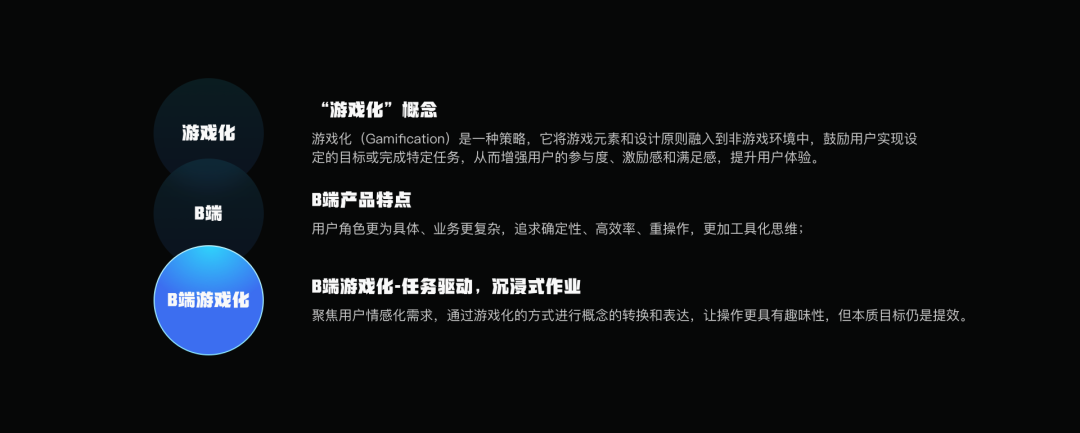 游戏化
“游戏化”概念
游戏化（Gamification）是一种策略，它将游戏元素和设计原则融入到非游戏环境中，鼓励用户实现设
定的目标或完成特定任务，从而增强用户的参与度、激励感和满足感，提升用户体验。
B端
B端产品特点
用户角色更为具体、业务更复杂，追求确定性、高效率、重操作，更加工具化思维；
B端游戏化
B端游戏化-任务驱动，沉浸式作业
聚焦用户情感化需求，通过游戏化的方式进行概念的转换和表达，让操作更具有趣味性，但本质目标仍是提效。